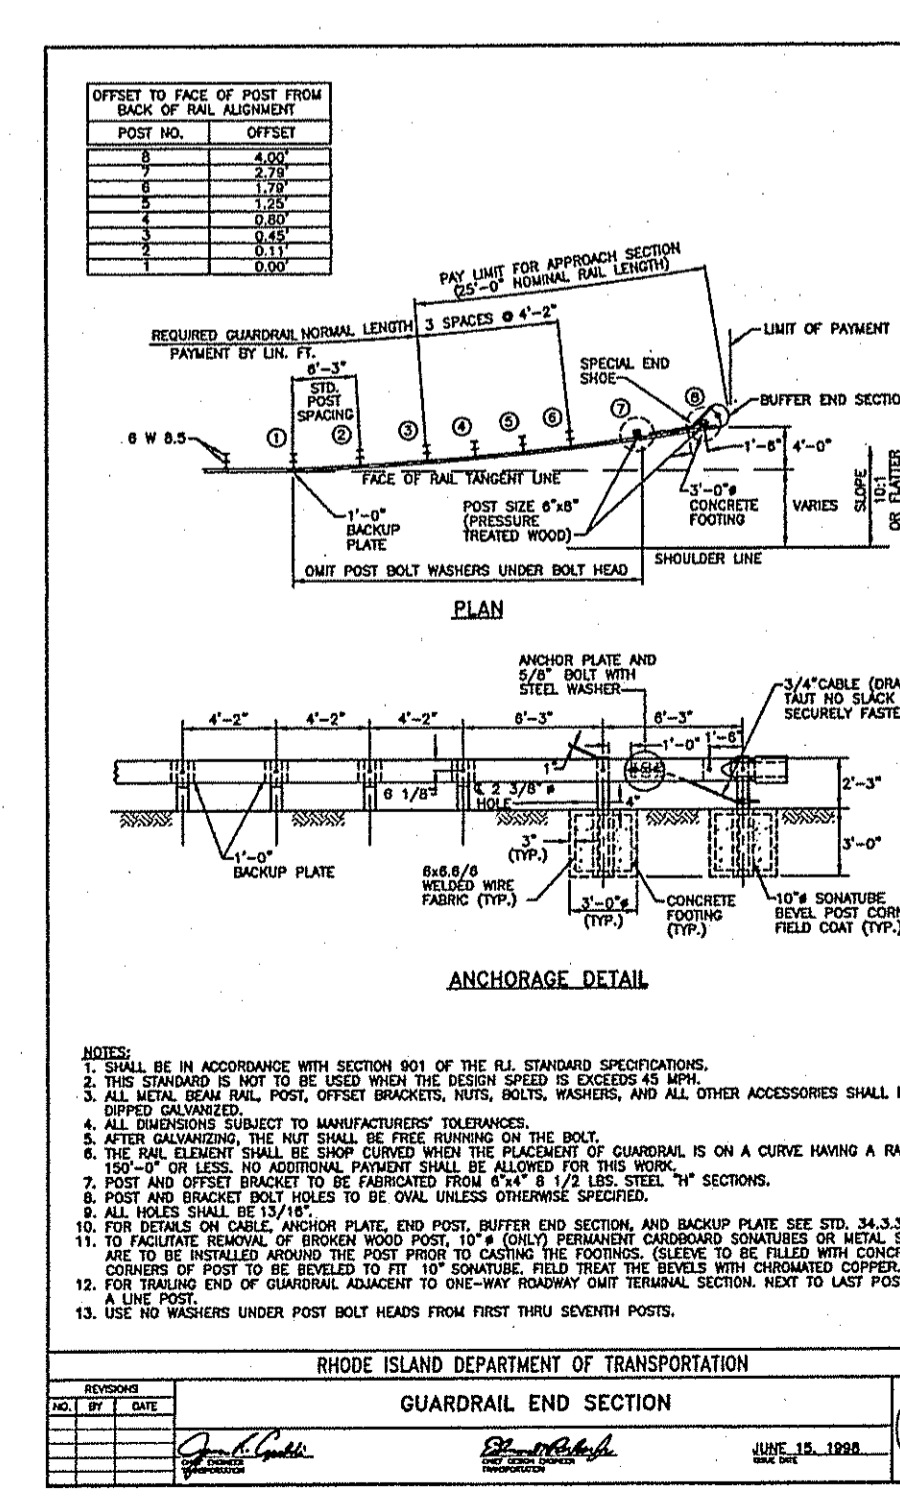 OFFSET TO FACE OF POST FROM
BACK OF RAIL ALIGNMENT
POST NO. OFFSET
8 4.00'
7 2.79'
6 1.79'
5 1.25'
4 0.80'
3 0.45'
2 0.11'
1 0.00'
PAY LIMIT FOR APPROACH SECTION
(25'-0" NOMINAL RAIL LENGTH)
REQUIRED GUARDRAIL NORMAL LENGTH
PAYMENT BY LIN. FT.
3 SPACES @ 4'-2"
LIMIT OF PAYMENT
6'-3"
STD.
POST
SPACING
SPECIAL END
SHOE
BUFFER END SECTIO
6 W 8.5
1
2
3
4
5
6
7
8
1'-6"
4'-0"
FACE OF RAIL TANGENT LINE
1'-0"
BACKUP
PLATE
POST SIZE 6"x8"
(PRESSURE
TREATED WOOD)
3'-0"ø
CONCRETE
FOOTING
VARIES
SLOPE
10:1
OR FLATTER
OMIT POST BOLT WASHERS UNDER BOLT HEAD
SHOULDER LINE
PLAN
ANCHOR PLATE AND
5/8" BOLT WITH
STEEL WASHER
3/4"CABLE (DRA
TAUT NO SLACK
SECURELY FASTE
4'-2" 4'-2" 4'-2" 6'-3" 6'-3"
1'-0" 1'-6"
1"
6 1/8"
℄ 2 3/8" ø
HOLE
4"
2'-3"
3'-0"
3"
(TYP.)
1'-0"
BACKUP PLATE
6x6,6/6
WELDED WIRE
FABRIC (TYP.)
3'-0"ø
(TYP.)
CONCRETE
FOOTING
(TYP.)
10"ø SONATUBE
BEVEL POST CORN
FIELD COAT (TYP.)
ANCHORAGE DETAIL
NOTES:
1. SHALL BE IN ACCORDANCE WITH SECTION 901 OF THE R.I. STANDARD SPECIFICATIONS.
2. THIS STANDARD IS NOT TO BE USED WHEN THE DESIGN SPEED IS EXCEEDS 45 MPH.
3. ALL METAL BEAM RAIL, POST, OFFSET BRACKETS, NUTS, BOLTS, WASHERS, AND ALL OTHER ACCESSORIES SHALL
DIPPED GALVANIZED.
4. ALL DIMENSIONS SUBJECT TO MANUFACTURERS' TOLERANCES.
5. AFTER GALVANIZING, THE NUT SHALL BE FREE RUNNING ON THE BOLT.
6. THE RAIL ELEMENT SHALL BE SHOP CURVED WHEN THE PLACEMENT OF GUARDRAIL IS ON A CURVE HAVING A RA
150'-0" OR LESS. NO ADDITIONAL PAYMENT SHALL BE ALLOWED FOR THIS WORK.
7. POST AND OFFSET BRACKET TO BE FABRICATED FROM 6"x4" 8 1/2 LBS. STEEL "H" SECTIONS.
8. POST AND BRACKET BOLT HOLES TO BE OVAL UNLESS OTHERWISE SPECIFIED.
9. ALL HOLES SHALL BE 13/16".
10. FOR DETAILS ON CABLE, ANCHOR PLATE, END POST, BUFFER END SECTION, AND BACKUP PLATE SEE STD. 34.3.3
11. TO FACILITATE REMOVAL OF BROKEN WOOD POST, 10"ø (ONLY) PERMANENT CARDBOARD SONATUBES OR METAL S
ARE TO BE INSTALLED AROUND THE POST PRIOR TO CASTING THE FOOTINGS. (SLEEVE TO BE FILLED WITH CONCR
CORNERS OF POST TO BE BEVELED TO FIT 10" SONATUBE. FIELD TREAT THE BEVELS WITH CHROMATED COPPER.
12. FOR TRAILING END OF GUARDRAIL ADJACENT TO ONE-WAY ROADWAY OMIT TERMINAL SECTION. NEXT TO LAST POS
A LINE POST.
13. USE NO WASHERS UNDER POST BOLT HEADS FROM FIRST THRU SEVENTH POSTS.
RHODE ISLAND DEPARTMENT OF TRANSPORTATION
REVISIONS
NO. BY DATE
GUARDRAIL END SECTION
CHIEF ENGINEER
TRANSPORTATION
CHIEF DESIGN ENGINEER
TRANSPORTATION
JUNE 15, 1998
ISSUE DATE